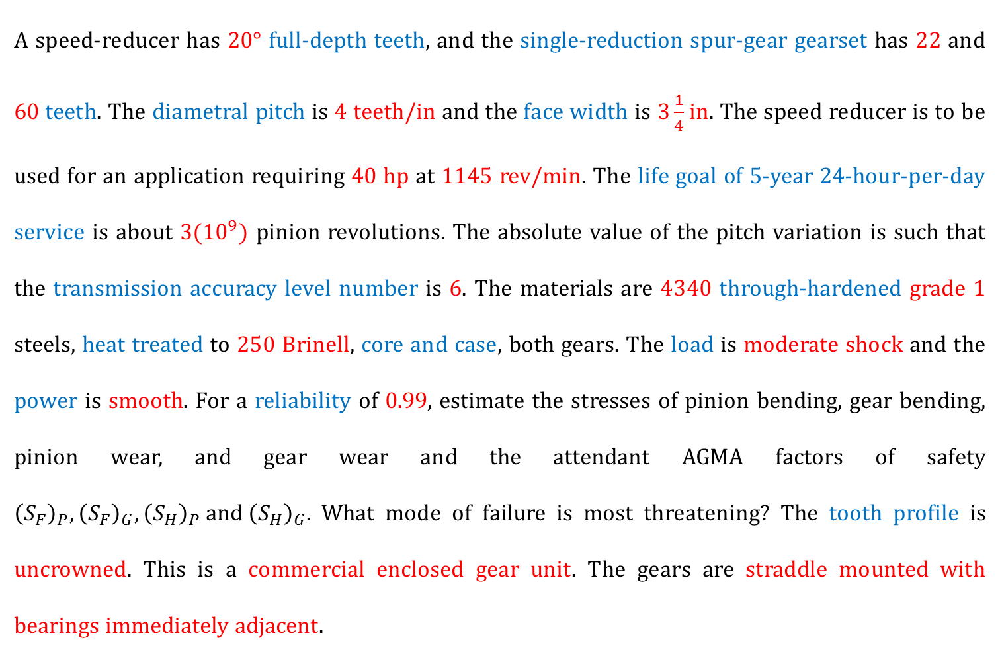 A speed-reducer has 20° full-depth teeth, and the single-reduction spur-gear gearset has 22 and
60 teeth. The diametral pitch is 4 teeth/in and the face width is 3 1/4 in. The speed reducer is to be
used for an application requiring 40 hp at 1145 rev/min. The life goal of 5-year 24-hour-per-day
service is about 3(10⁹) pinion revolutions. The absolute value of the pitch variation is such that
the transmission accuracy level number is 6. The materials are 4340 through-hardened grade 1
steels, heat treated to 250 Brinell, core and case, both gears. The load is moderate shock and the
power is smooth. For a reliability of 0.99, estimate the stresses of pinion bending, gear bending,
pinion wear, and gear wear and the attendant AGMA factors of safety
(S_F)_P, (S_F)_G, (S_H)_P and (S_H)_G. What mode of failure is most threatening? The tooth profile is
uncrowned. This is a commercial enclosed gear unit. The gears are straddle mounted with
bearings immediately adjacent.